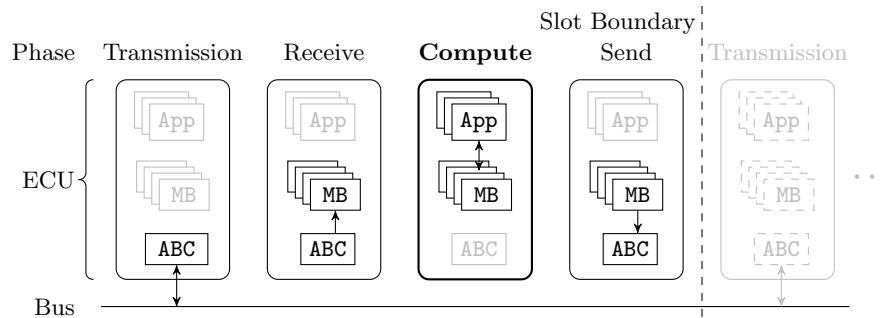 Slot Boundary
Phase Transmission Receive Compute Send Transmission
App App App App App
ECU MB MB MB MB MB ..
ABC ABC ABC ABC ABC
Bus